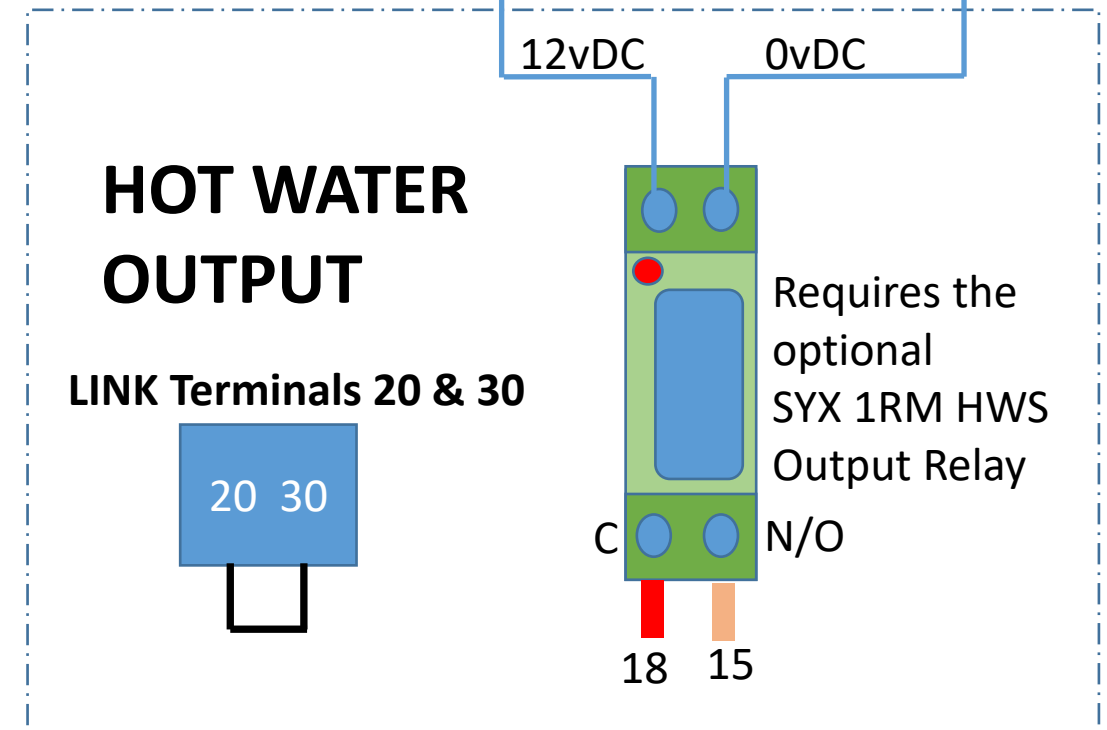 12vDC
0vDC
HOT WATER
OUTPUT
LINK Terminals 20 & 30
20 30
Requires the
optional
SYX 1RM HWS
Output Relay
C
N/O
18
15